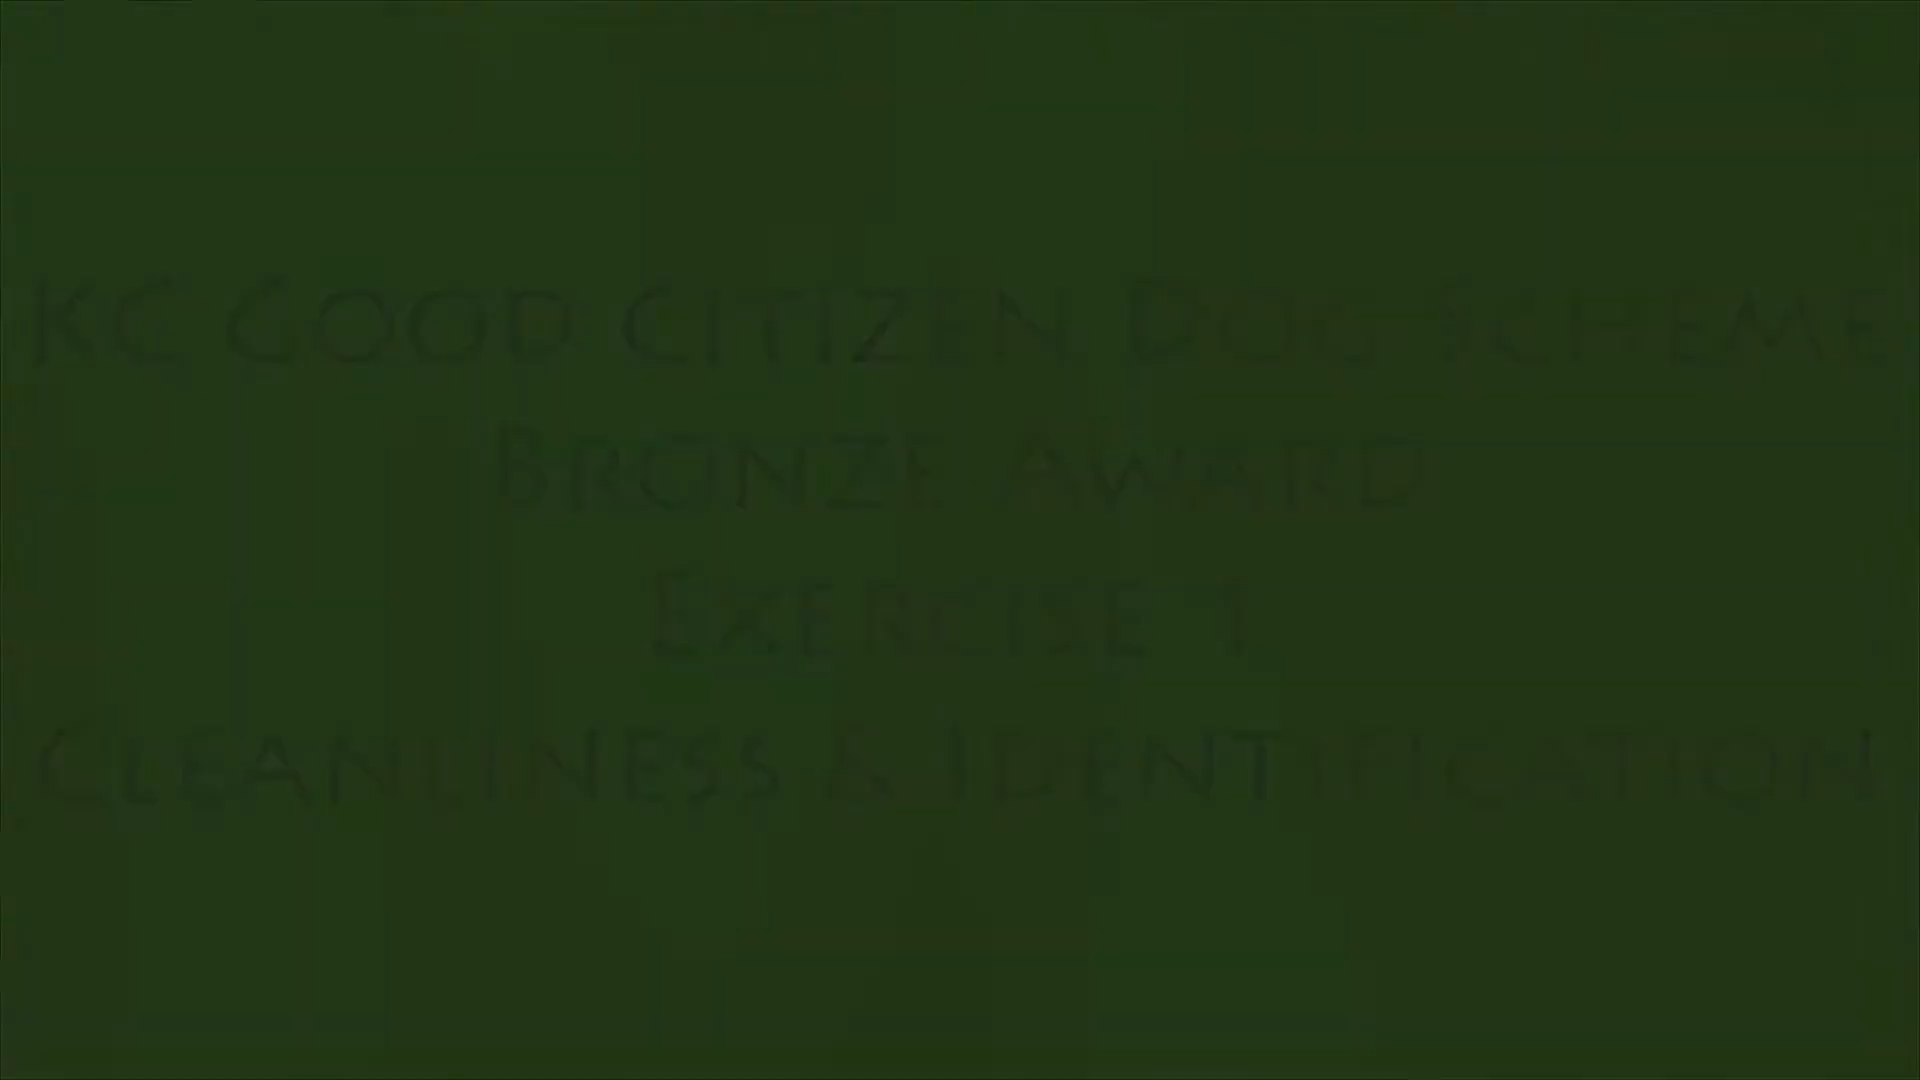 KC Good Citizen Dog Scheme
Bronze Award
Exercise 1
Cleanliness & Identification